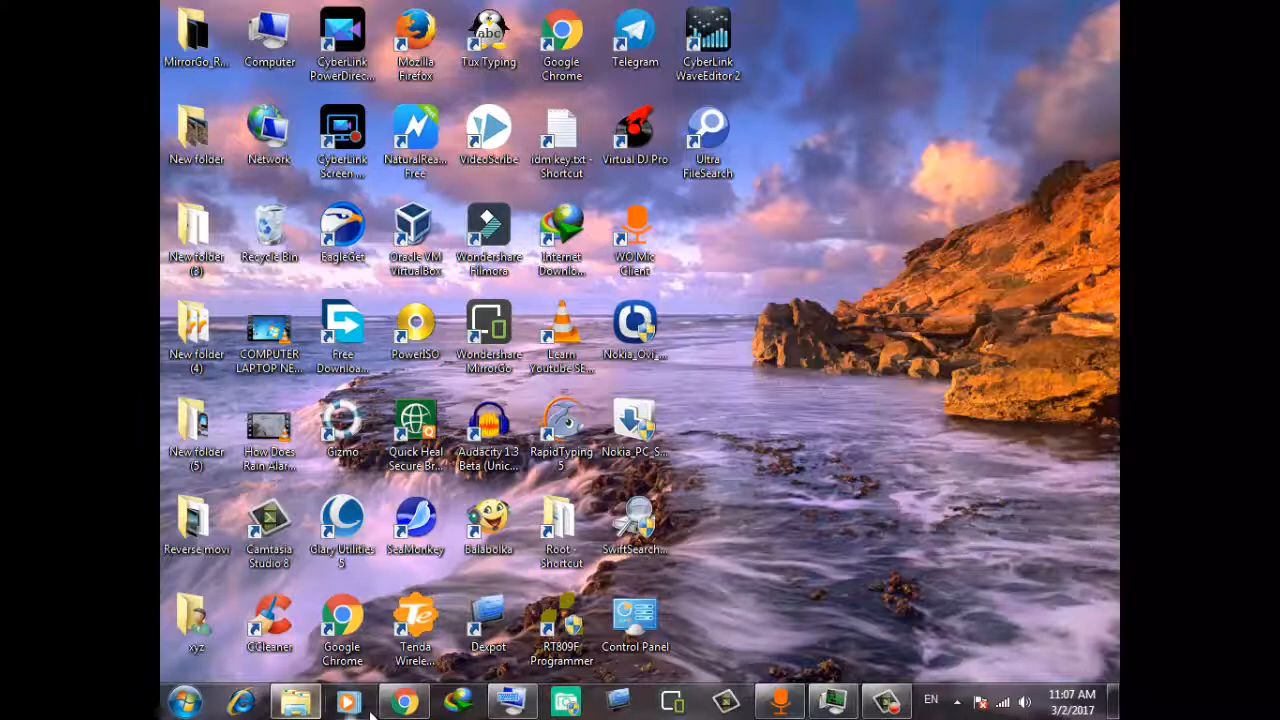 MirrorGo_R...
Computer
CyberLink
PowerDirec...
Mozilla
Firefox
abc
Tux Typing
Google
Chrome
Telegram
CyberLink
WaveEditor 2
New folder
Network
CyberLink
Screen ...
NaturalRea...
Free
VideoScribe
idm key.txt -
Shortcut
Virtual DJ Pro
Ultra
FileSearch
New folder
(3)
Recycle Bin
EagleGet
Oracle VM
VirtualBox
Wondershare
Filmora
Internet
Downlo...
WO Mic
Client
New folder
(4)
COMPUTER
LAPTOP NE...
Free
Downloa...
PowerISO
Wondershare
MirrorGo
Learn
Youtube SE...
Nokia_Ovi_...
New folder
(5)
How Does
Rain Alar...
Gizmo
Quick Heal
Secure Br...
Audacity 1.3
Beta (Unic...
RapidTyping
5
Nokia_PC_S...
Reverse movi
Camtasia
Studio 8
Glary Utilities
5
SeaMonkey
Balabolka
Root -
Shortcut
SwiftSearch...
xyz
CCleaner
Google
Chrome
Te
Tenda
Wirele...
Dexpot
RT809F
Programmer
Control Panel
EN
11:07 AM
3/2/2017